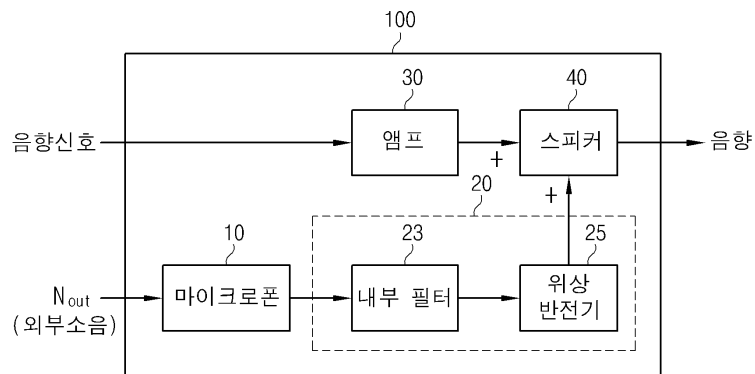 100
30
40
음향신호
앰프
+
스피커
음향
20
+
10
23
25
Nout
(외부소음)
마이크로폰
내부 필터
위상
반전기